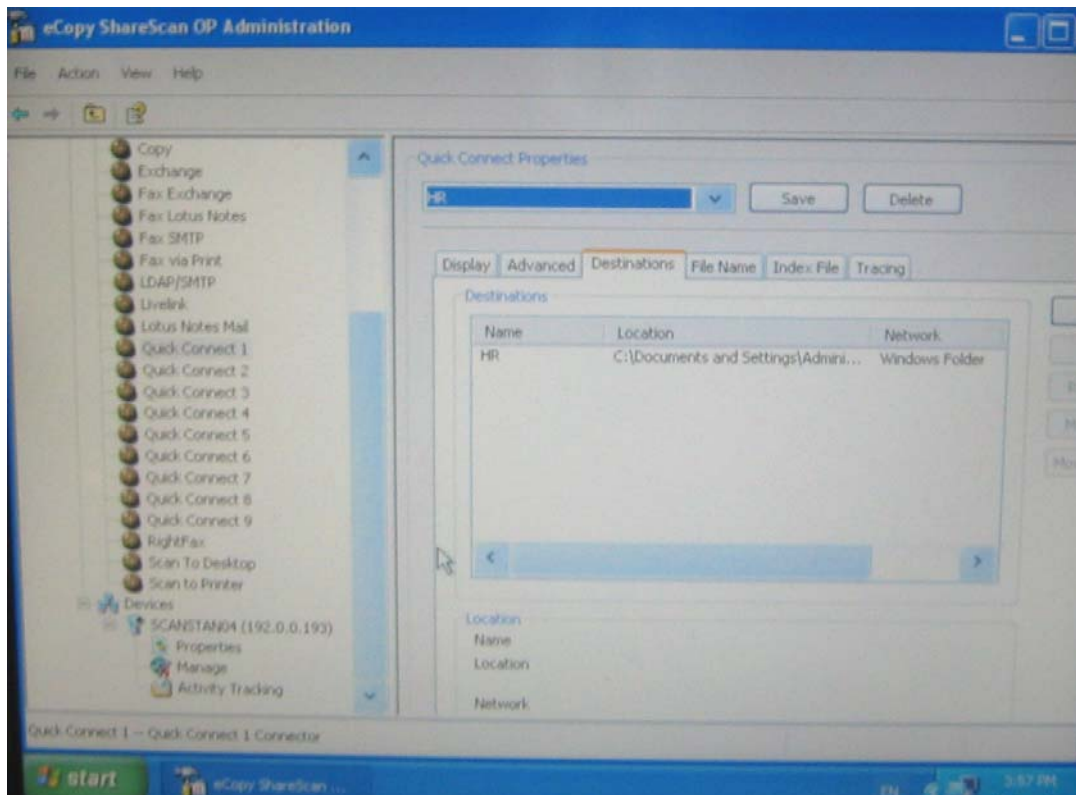 eCopy ShareScan OP Administration
File Action View Help
Copy
Exchange
Fax Exchange
Fax Lotus Notes
Fax SMTP
Fax via Print
LDAP/SMTP
Livelink
Lotus Notes Mail
Quick Connect 1
Quick Connect 2
Quick Connect 3
Quick Connect 4
Quick Connect 5
Quick Connect 6
Quick Connect 7
Quick Connect 8
Quick Connect 9
RightFax
Scan To Desktop
Scan to Printer
Devices
SCANSTAN04 (192.0.0.193)
Properties
Manage
Activity Tracking
Quick Connect Properties
HR Save Delete
Display Advanced Destinations File Name Index File Tracing
Destinations
Name Location Network
HR C:\Documents and Settings\Admini... Windows Folder
Location
Name
Location
Network
Quick Connect 1 -- Quick Connect 1 Connector
start eCopy ShareScan ... EN 3:57 PM